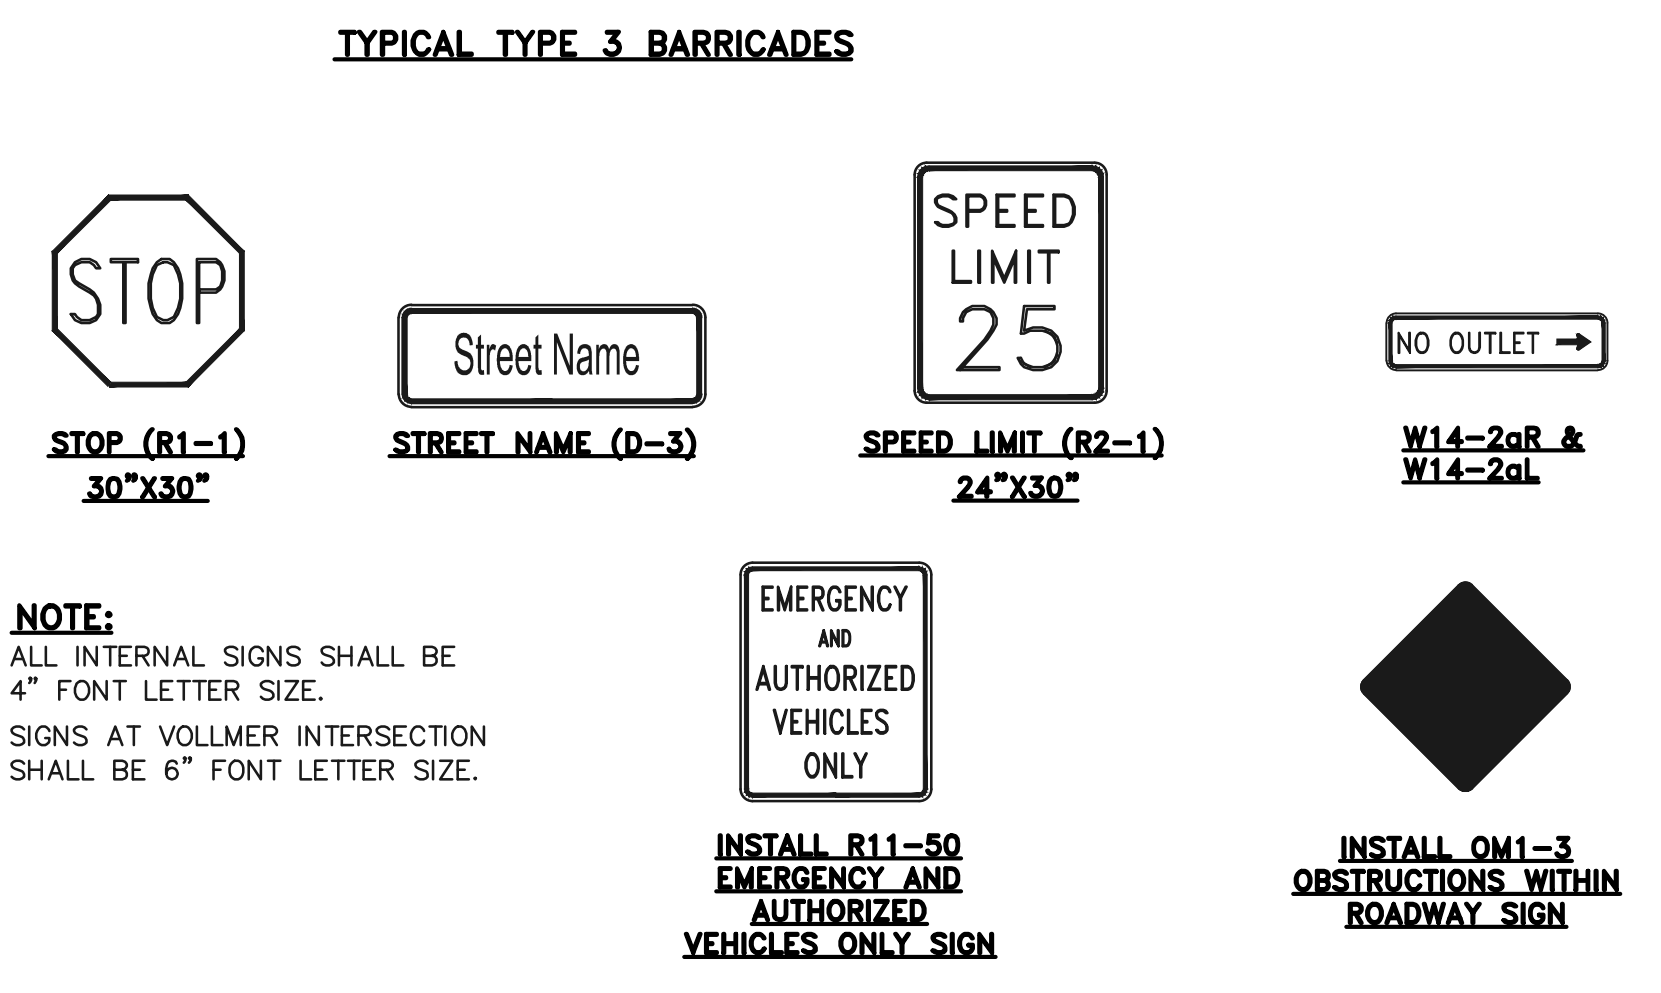 TYPICAL TYPE 3 BARRICADES
STOP
STOP (R1-1)
30"X30"
Street Name
STREET NAME (D-3)
SPEED
LIMIT
25
SPEED LIMIT (R2-1)
24"X30"
NO OUTLET →
W14-2aR &
W14-2aL
NOTE:
ALL INTERNAL SIGNS SHALL BE
4" FONT LETTER SIZE.
SIGNS AT VOLLMER INTERSECTION
SHALL BE 6" FONT LETTER SIZE.
EMERGENCY
AND
AUTHORIZED
VEHICLES
ONLY
INSTALL R11-50
EMERGENCY AND
AUTHORIZED
VEHICLES ONLY SIGN
INSTALL OM1-3
OBSTRUCTIONS WITHIN
ROADWAY SIGN